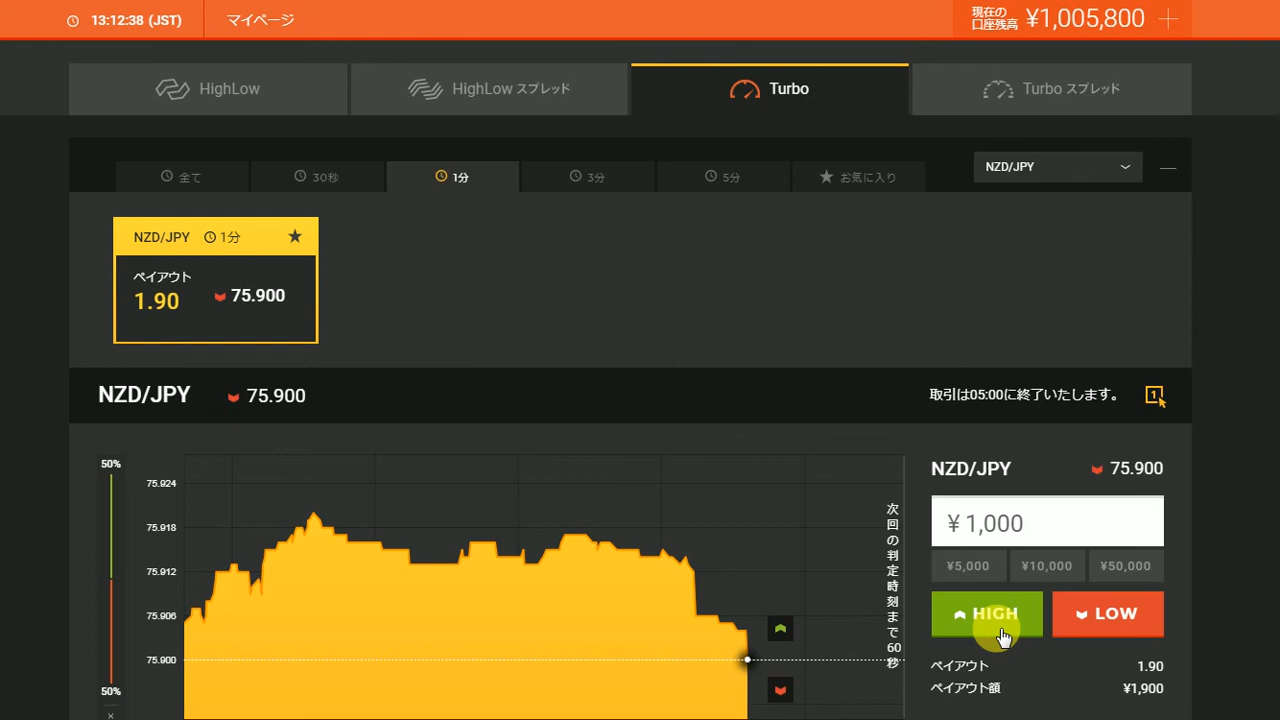 13:12:38 (JST)
マイページ
現在の
口座残高
¥1,005,800
HighLow
HighLow スプレッド
Turbo
Turbo スプレッド
全て
30秒
1分
3分
5分
お気に入り
NZD/JPY
NZD/JPY 1分
ペイアウト
1.90
75.900
NZD/JPY
75.900
取引は05:00に終了いたします。
1
50%
75.924
75.918
75.912
75.906
75.900
50%
次回の判定時刻まで60秒
NZD/JPY
75.900
¥ 1,000
¥5,000
¥10,000
¥50,000
HIGH
LOW
ペイアウト
1.90
ペイアウト額
¥1,900